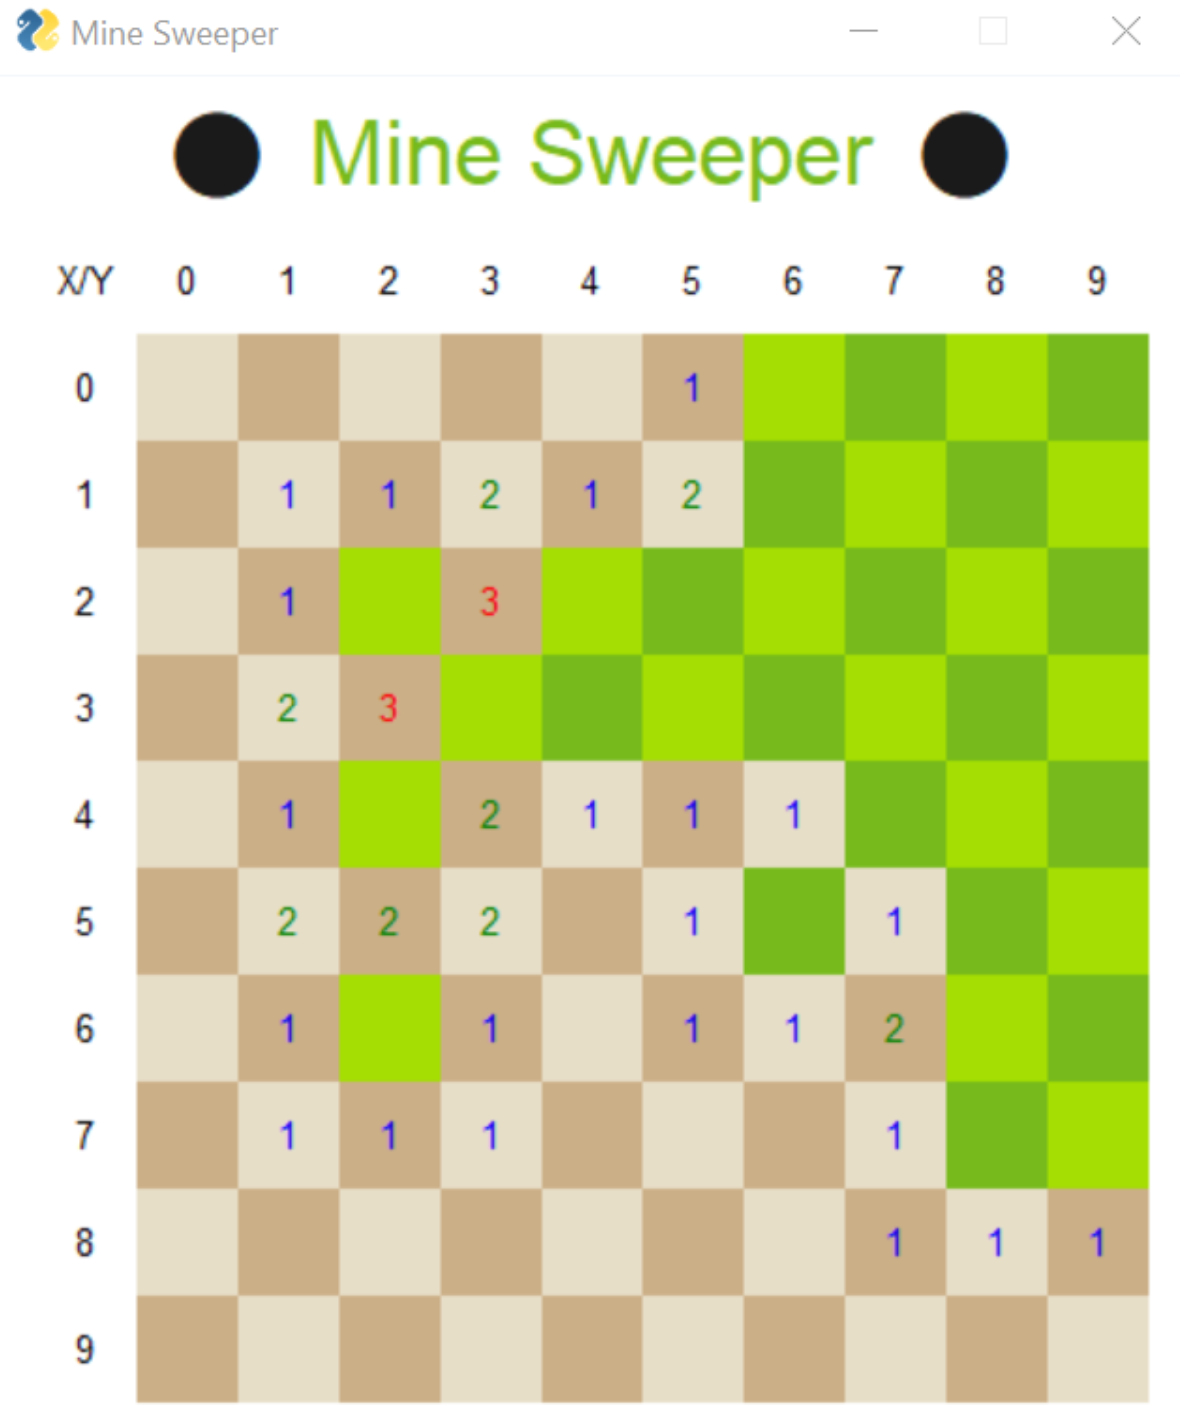 Mine Sweeper
Mine Sweeper
X/Y 0 1 2 3 4 5 6 7 8 9
0 1
1 1 1 2 1 2
2 1 3
3 2 3
4 1 2 1 1 1
5 2 2 2 1 1
6 1 1 1 1 2
7 1 1 1 1
8 1 1 1
9